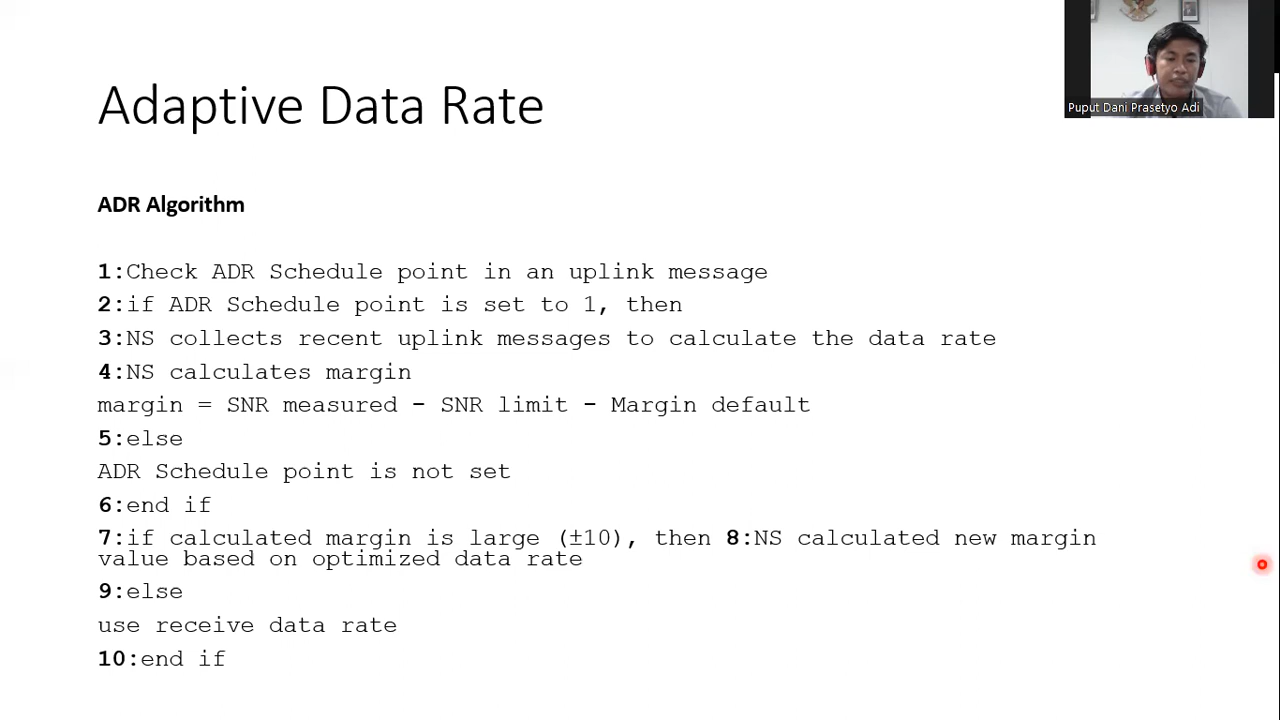 Adaptive Data Rate
Puput Dani Prasetyo Adi
ADR Algorithm
1:Check ADR Schedule point in an uplink message
2:if ADR Schedule point is set to 1, then
3:NS collects recent uplink messages to calculate the data rate
4:NS calculates margin
margin = SNR measured - SNR limit - Margin default
5:else
ADR Schedule point is not set
6:end if
7:if calculated margin is large (±10), then 8:NS calculated new margin
value based on optimized data rate
9:else
use receive data rate
10:end if